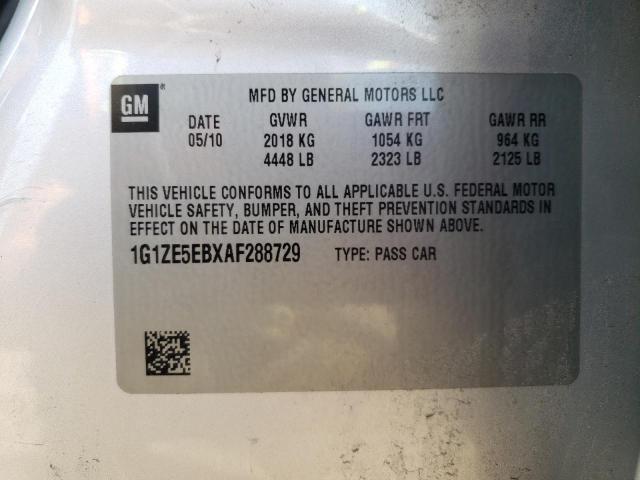 GM ® MFD BY GENERAL MOTORS LLC
DATE GVWR GAWR FRT GAWR RR
05/10 2018 KG 1054 KG 964 KG
4448 LB 2323 LB 2125 LB
THIS VEHICLE CONFORMS TO ALL APPLICABLE U.S. FEDERAL MOTOR
VEHICLE SAFETY, BUMPER, AND THEFT PREVENTION STANDARDS IN
EFFECT ON THE DATE OF MANUFACTURE SHOWN ABOVE.
1G1ZE5EBXAF288729 TYPE: PASS CAR